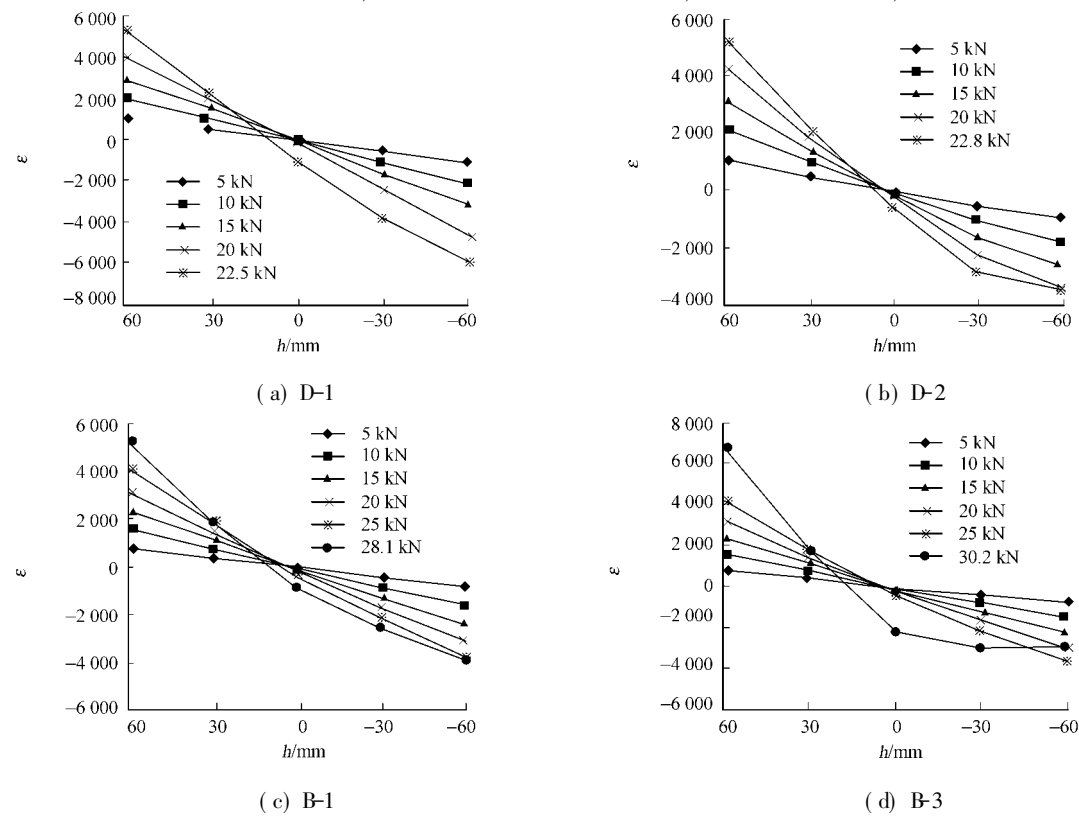 6 000
4 000
2 000
0
−2 000
−4 000
−6 000
−8 000
ε
5 kN
10 kN
15 kN
20 kN
22.5 kN
60 30 0 −30 −60
h/mm
( a) D-1
6 000
4 000
2 000
0
−2 000
−4 000
ε
5 kN
10 kN
15 kN
20 kN
22.8 kN
60 30 0 −30 −60
h/mm
( b) D-2
6 000
4 000
2 000
0
−2 000
−4 000
−6 000
ε
5 kN
10 kN
15 kN
20 kN
25 kN
28.1 kN
60 30 0 −30 −60
h/mm
( c) B-1
8 000
6 000
4 000
2 000
0
−2 000
−4 000
−6 000
ε
5 kN
10 kN
15 kN
20 kN
25 kN
30.2 kN
60 30 0 −30 −60
h/mm
( d) B-3